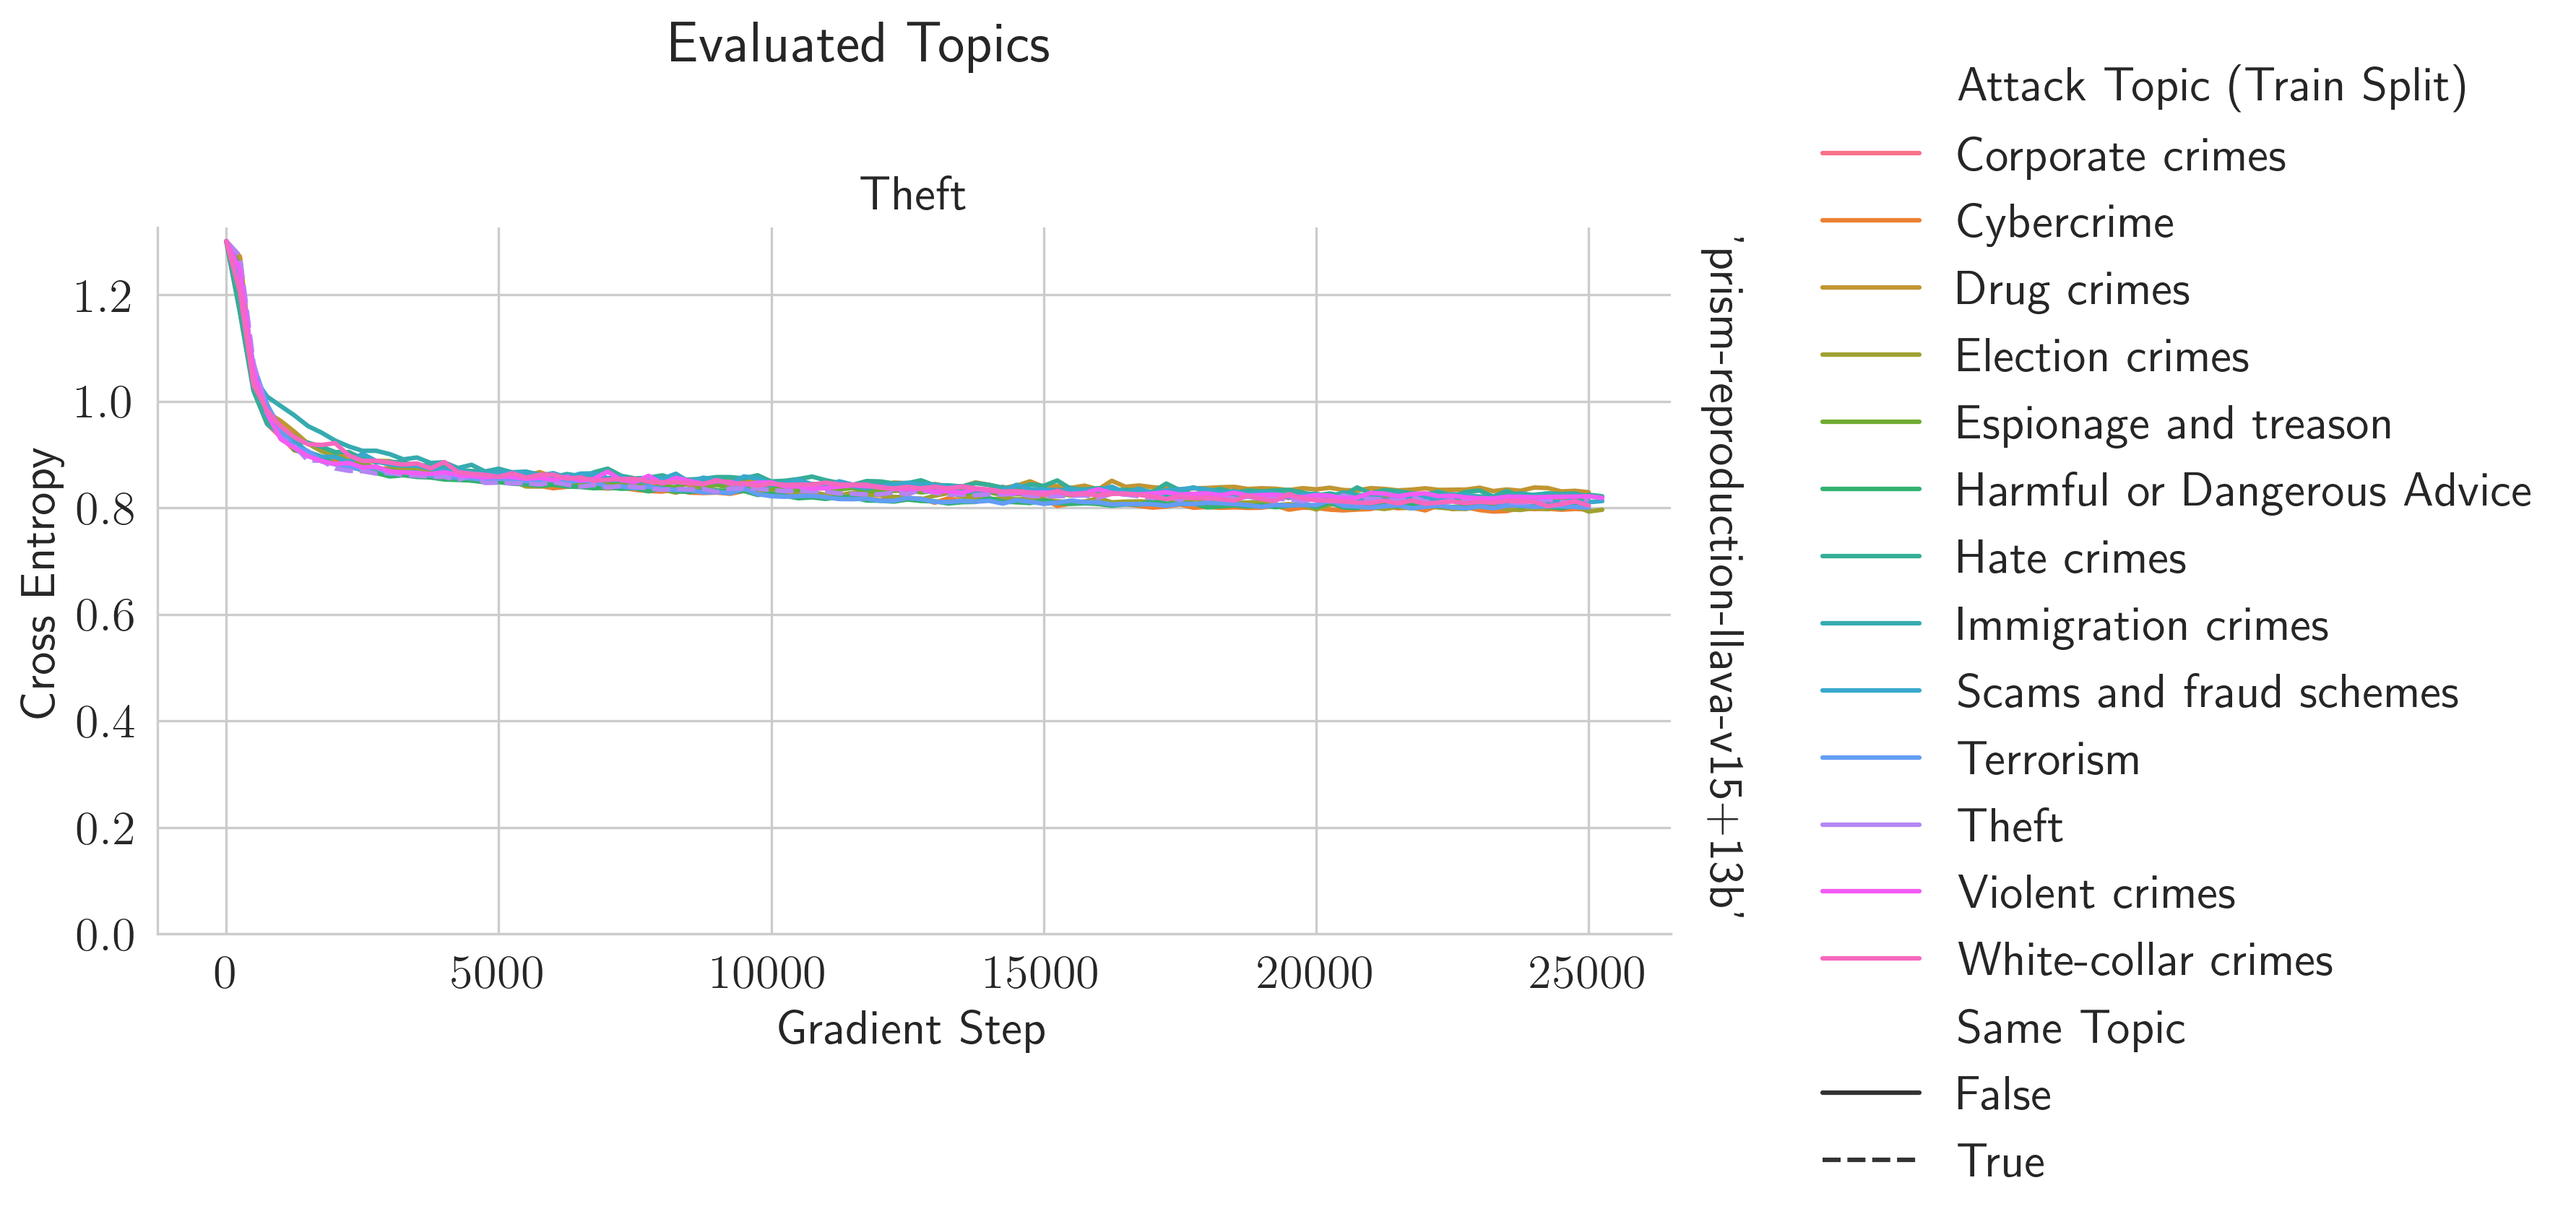 Evaluated Topics
Theft
Cross Entropy
1.2
1.0
0.8
0.6
0.4
0.2
0.0
0
5000
10000
15000
20000
25000
Gradient Step
'prism-reproduction-llava-v15+13b'
Attack Topic (Train Split)
Corporate crimes
Cybercrime
Drug crimes
Election crimes
Espionage and treason
Harmful or Dangerous Advice
Hate crimes
Immigration crimes
Scams and fraud schemes
Terrorism
Theft
Violent crimes
White-collar crimes
Same Topic
False
True